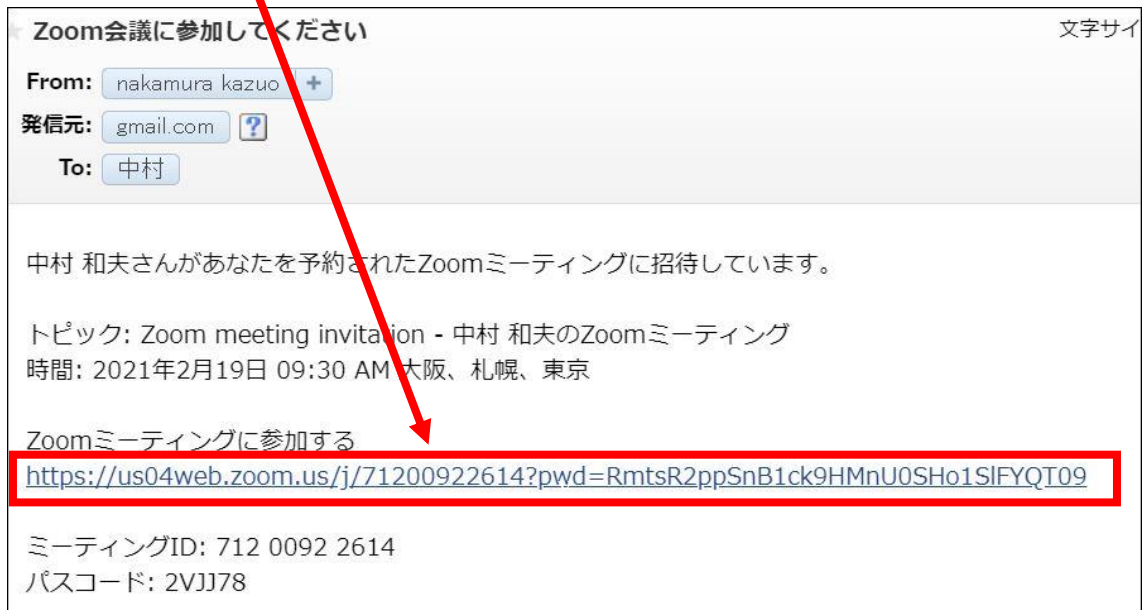 Zoom会議に参加してください 文字サイ
From: nakamura kazuo +
発信元: gmail.com ?
To: 中村
中村 和夫さんがあなたを予約されたZoomミーティングに招待しています。
トピック: Zoom meeting invitation - 中村 和夫のZoomミーティング
時間: 2021年2月19日 09:30 AM 大阪、札幌、東京
Zoomミーティングに参加する
https://us04web.zoom.us/j/71200922614?pwd=RmtsR2ppSnB1ck9HMnU0SHo1SlFYQT09
ミーティングID: 712 0092 2614
パスコード: 2VJJ78